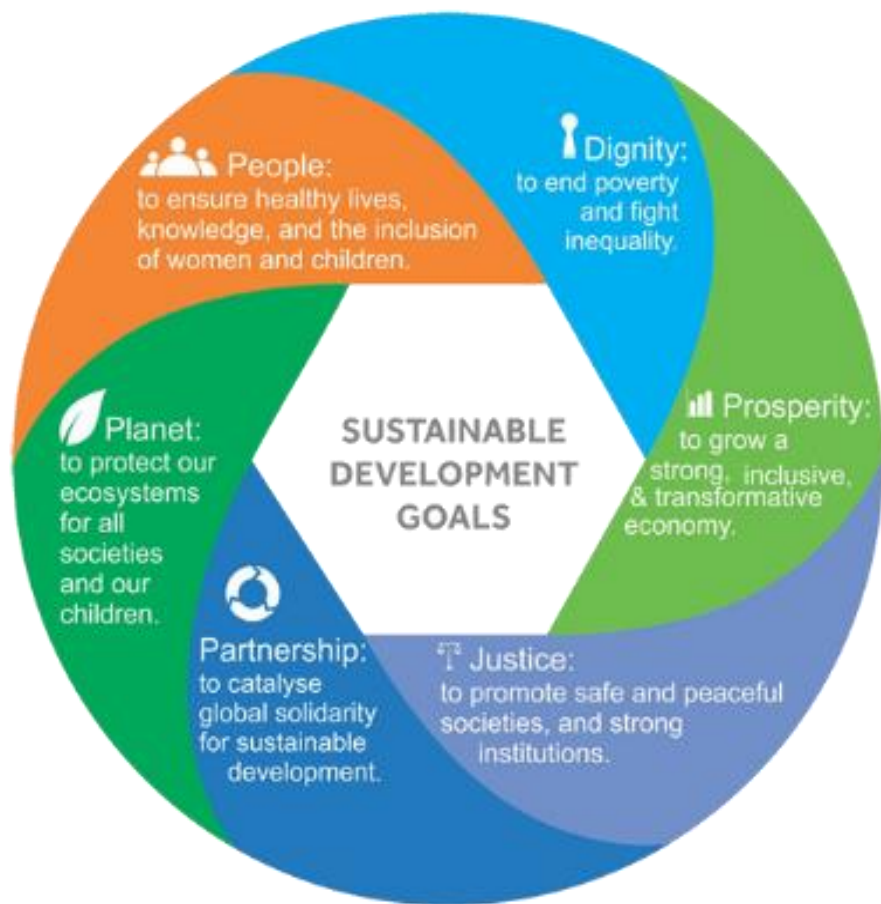 SUSTAINABLE
DEVELOPMENT
GOALS
Dignity:
to end poverty
and fight
inequality.
Prosperity:
to grow a
strong, inclusive,
& transformative
economy.
Justice:
to promote safe and peaceful
societies, and strong
institutions.
Partnership:
to catalyse
global solidarity
for sustainable
development.
Planet:
to protect our
ecosystems
for all
societies
and our
children.
People:
to ensure healthy lives,
knowledge, and the inclusion
of women and children.